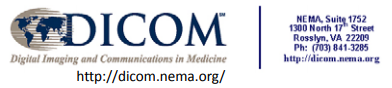 DICOM
Digital Imaging and Communications in Medicine
http://dicom.nema.org/
NEMA, Suite 1752
1300 North 17th Street
Rosslyn, VA 22209
Ph: (703) 841-3285
http://dicom.nema.org